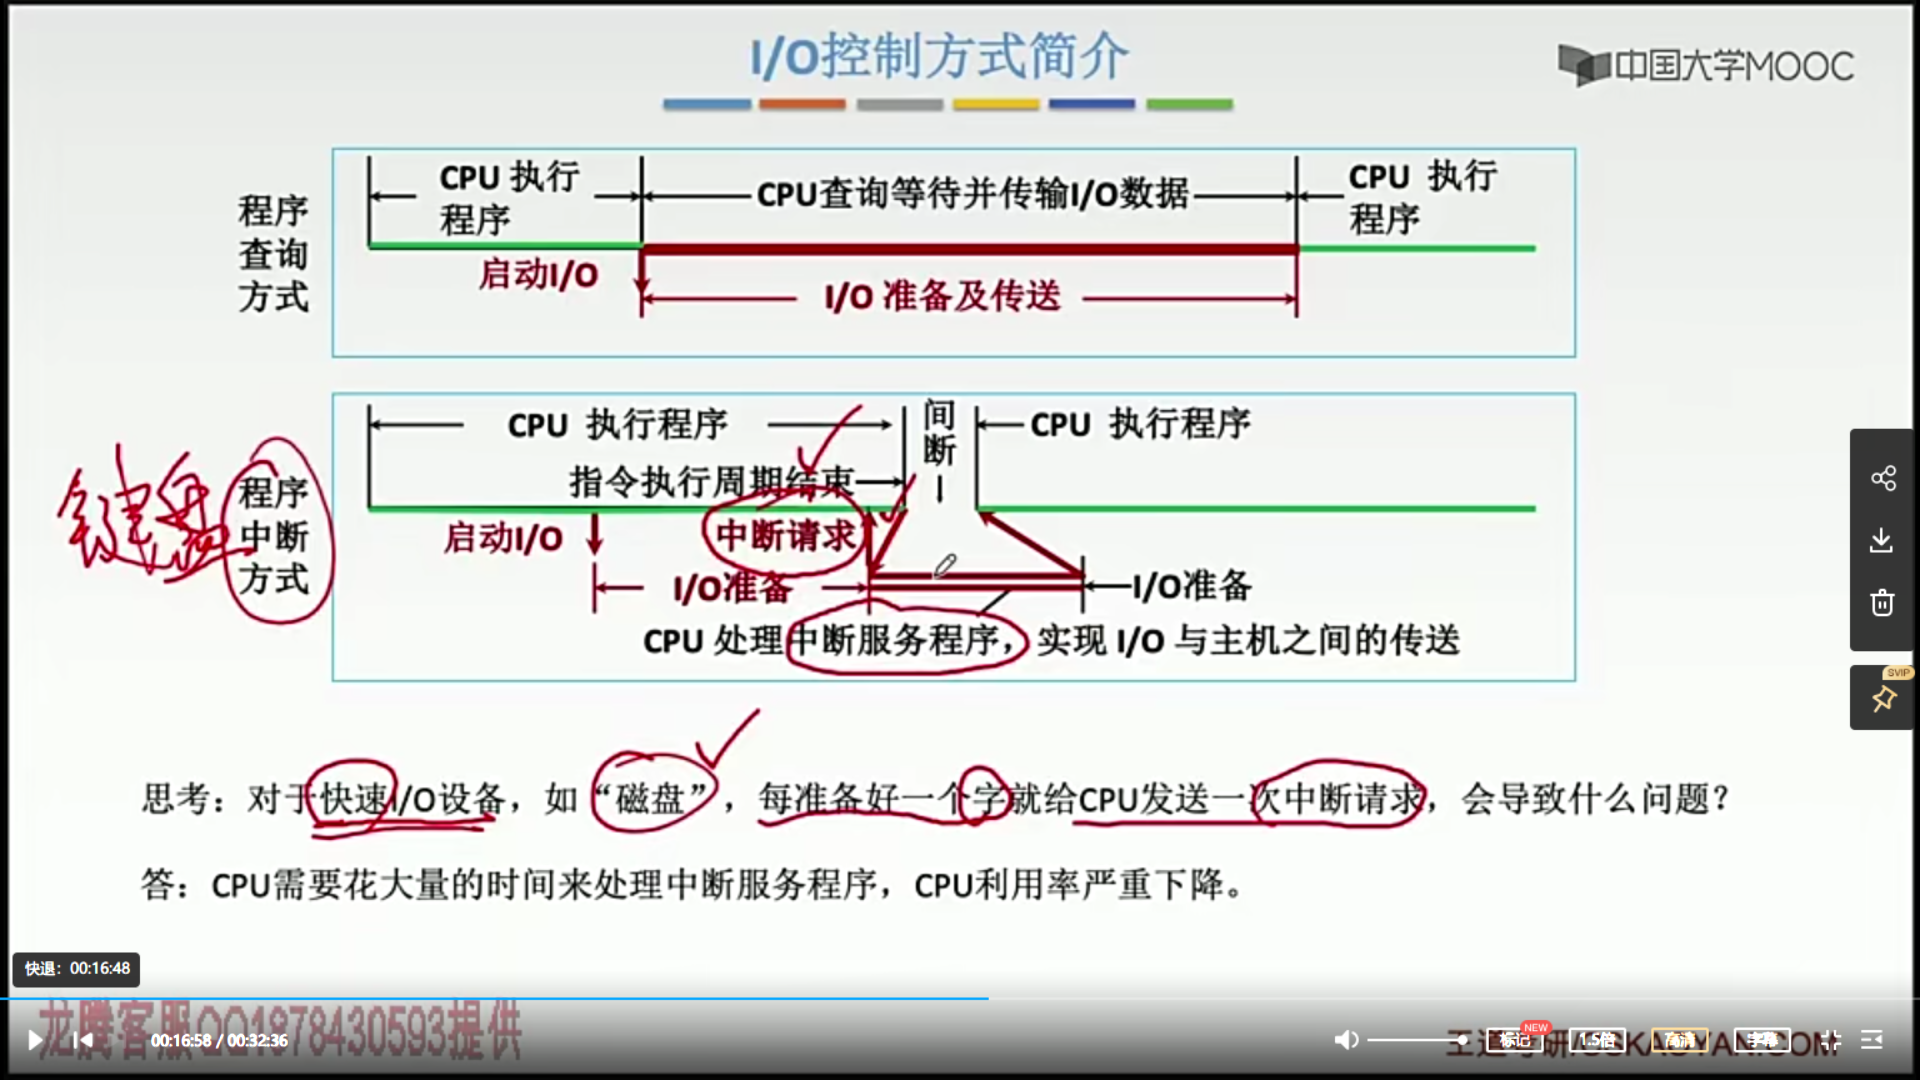 I/O控制方式简介
中国大学MOOC
程序
查询
方式
CPU 执行
程序
CPU查询等待并传输I/O数据
CPU 执行
程序
启动I/O
I/O 准备及传送
键盘
程序
中断
方式
CPU 执行程序
间
断
CPU 执行程序
指令执行周期结束
启动I/O
中断请求
I/O准备
I/O准备
CPU 处理中断服务程序，实现 I/O 与主机之间的传送
思考：对于快速I/O设备，如“磁盘”，每准备好一个字就给CPU发送一次中断请求，会导致什么问题？
答：CPU需要花大量的时间来处理中断服务程序，CPU利用率严重下降。
SVIP
快退：00:16:48
龙腾客服QQ1878430593提供
00:16:58 / 00:32:36
王道考研/CSKAOYAN.COM
标记
NEW
1.5倍
高清
字幕